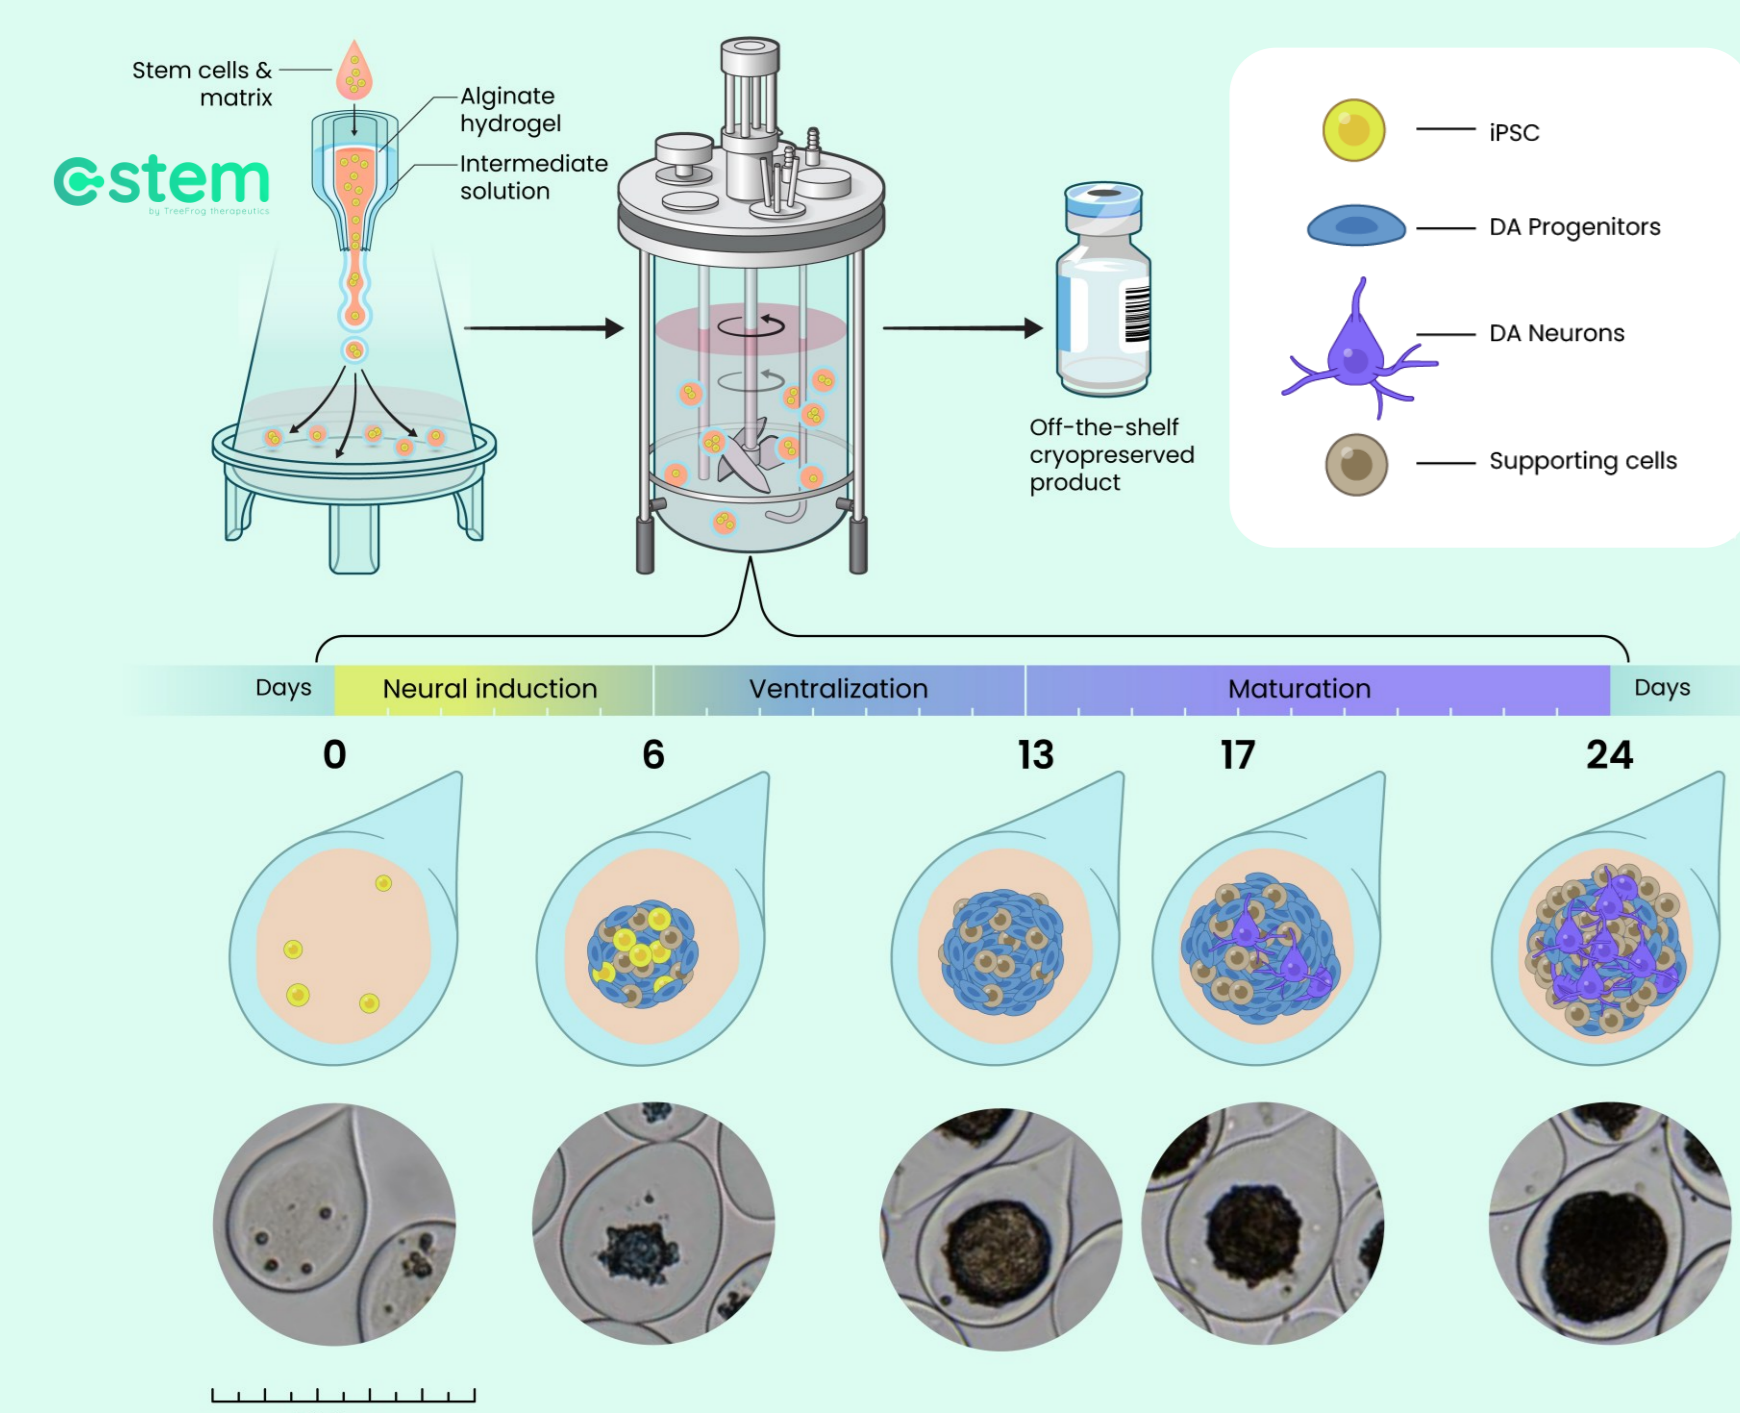 Stem cells &
matrix
Alginate
hydrogel
Intermediate
solution
stem
by TreeFrog therapeutics
Off-the-shelf
cryopreserved
product
iPSC
DA Progenitors
DA Neurons
Supporting cells
Days
Neural induction
Ventralization
Maturation
Days
0
6
13
17
24